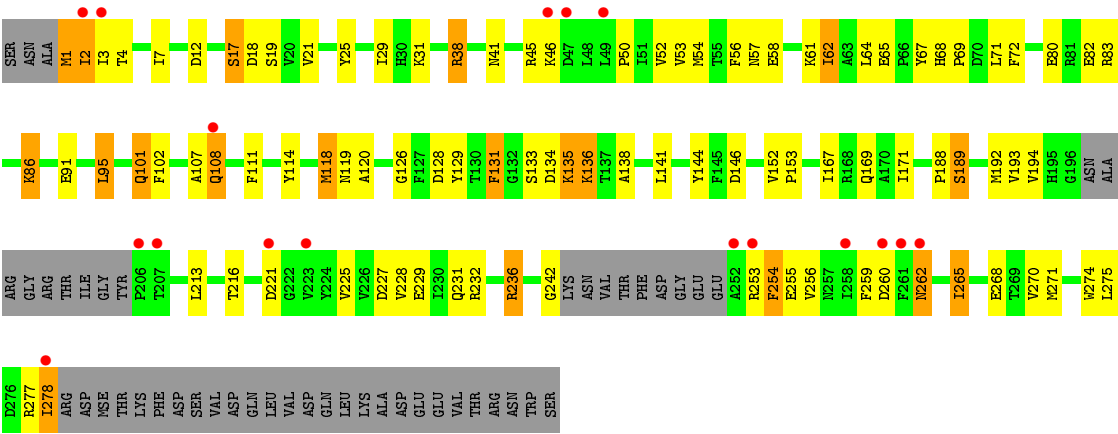 SER ASN ALA M1 I2 I3 T4 I7 D12 S17 D18 S19 V20 V21 Y25 I29 H30 K31 R38 N41 R45 K46 D47 L48 L49 P50 I51 V52 V53 M54 T55 F56 N57 E58 K61 I62 A63 L64 E65 P66 Y67 H68 P69 D70 L71 F72 E80 R81 E82 R83
K86 E91 L95 Q101 F102 A107 Q108 F111 Y114 M118 N119 A120 G126 F127 D128 Y129 T130 F131 G132 S133 D134 K135 K136 T137 A138 L141 Y144 F145 D146 V152 P153 I167 R168 Q169 A170 I171 P188 S189 M192 V193 V194 H195 G196 ASN ALA
ARG GLY ARG THR ILE GLY TYR P206 T207 L213 T216 D221 G222 V223 Y224 V225 V226 D227 V228 E229 I230 Q231 R232 R236 G242 LYS ASN VAL THR PHE ASP GLY GLU GLU A252 R253 F254 E255 V256 N257 I258 F259 D260 F261 N262 I265 E268 T269 V270 M271 W274 L275
D276 R277 I278 ARG ASP MSE THR LYS PHE ASP SER VAL ASP GLN LEU VAL ASP GLN LEU LYS ALA ASP GLU GLU VAL THR ARG ASN TRP SER